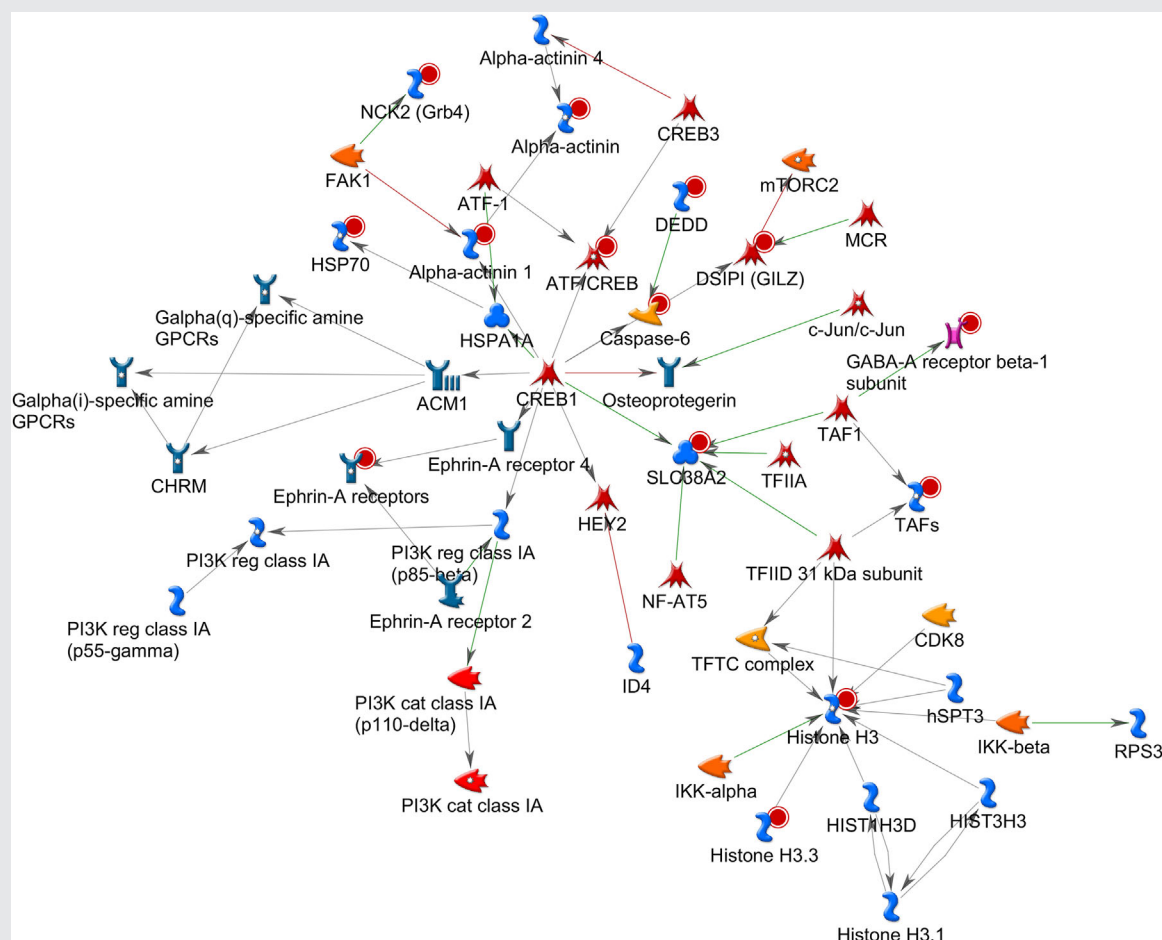 Alpha-actinin 4
NCK2 (Grb4)
CREB3
Alpha-actinin
FAK1
mTORC2
ATF-1
DEDD
MCR
HSP70
Alpha-actinin 1
ATF/CREB
DSIPI (GILZ)
Galpha(q)-specific amine
GPCRs
HSPA1A
Caspase-6
c-Jun/c-Jun
GABA-A receptor beta-1
subunit
Galpha(i)-specific amine
GPCRs
ACM1
CREB1
Osteoprotegerin
TAF1
CHRM
Ephrin-A receptor 4
Ephrin-A receptors
SLC38A2
TFIIA
HEY2
TAFs
PI3K reg class IA
PI3K reg class IA
(p85-beta)
TFIID 31 kDa subunit
NF-AT5
PI3K reg class IA
(p55-gamma)
Ephrin-A receptor 2
CDK8
TFTC complex
ID4
PI3K cat class IA
(p110-delta)
hSPT3
Histone H3
IKK-beta
RPS3
IKK-alpha
PI3K cat class IA
HIST1H3D
HIST3H3
Histone H3.3
Histone H3.1